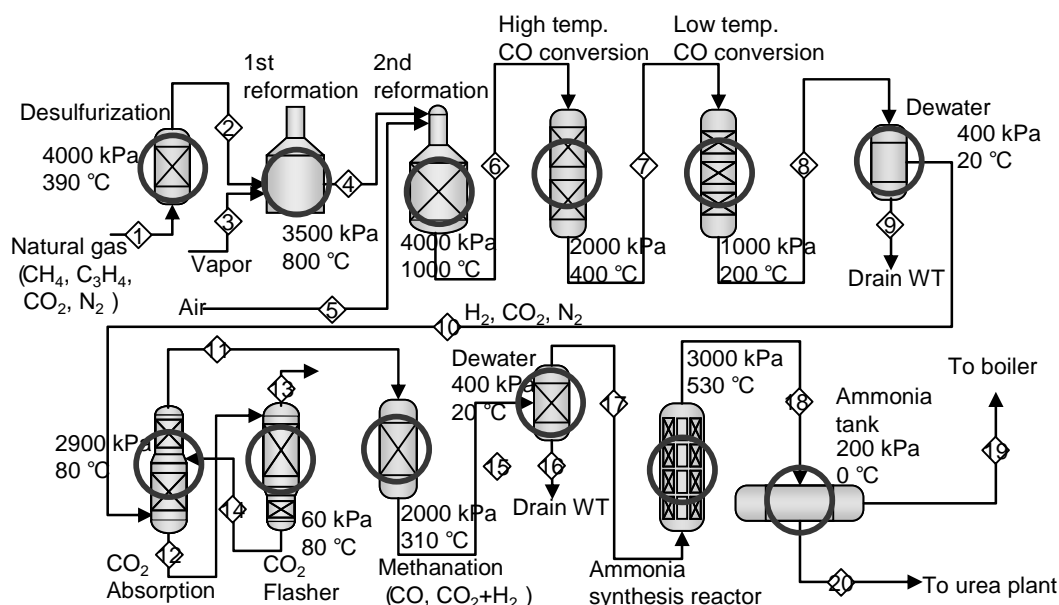 High temp.
CO conversion
Low temp.
CO conversion
1st
reformation
2nd
reformation
Desulfurization
4000 kPa
390 ℃
Dewater
400 kPa
20 ℃
1
2
3
4
5
6
7
8
9
Natural gas
(CH₄, C₃H₄,
CO₂, N₂ )
Vapor
3500 kPa
800 ℃
4000 kPa
1000 ℃
2000 kPa
400 ℃
1000 kPa
200 ℃
Drain WT
Air
10
H₂, CO₂, N₂
11
13
Dewater
400 kPa
20 ℃
17
3000 kPa
530 ℃
18
To boiler
Ammonia
tank
200 kPa
0 ℃
19
2900 kPa
80 ℃
14
12
60 kPa
80 ℃
15
16
Drain WT
2000 kPa
310 ℃
CO₂
Absorption
CO₂
Flasher
Methanation
(CO, CO₂+H₂ )
Ammonia
synthesis reactor
20
To urea plant